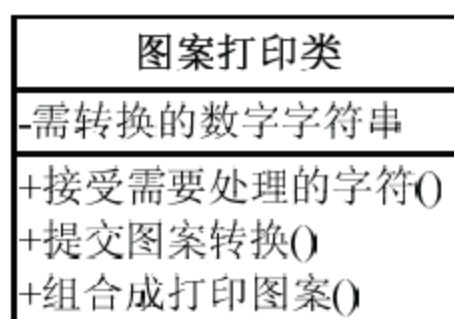 图案打印类
-需转换的数字字符串
+接受需要处理的字符()
+提交图案转换()
+组合成打印图案()